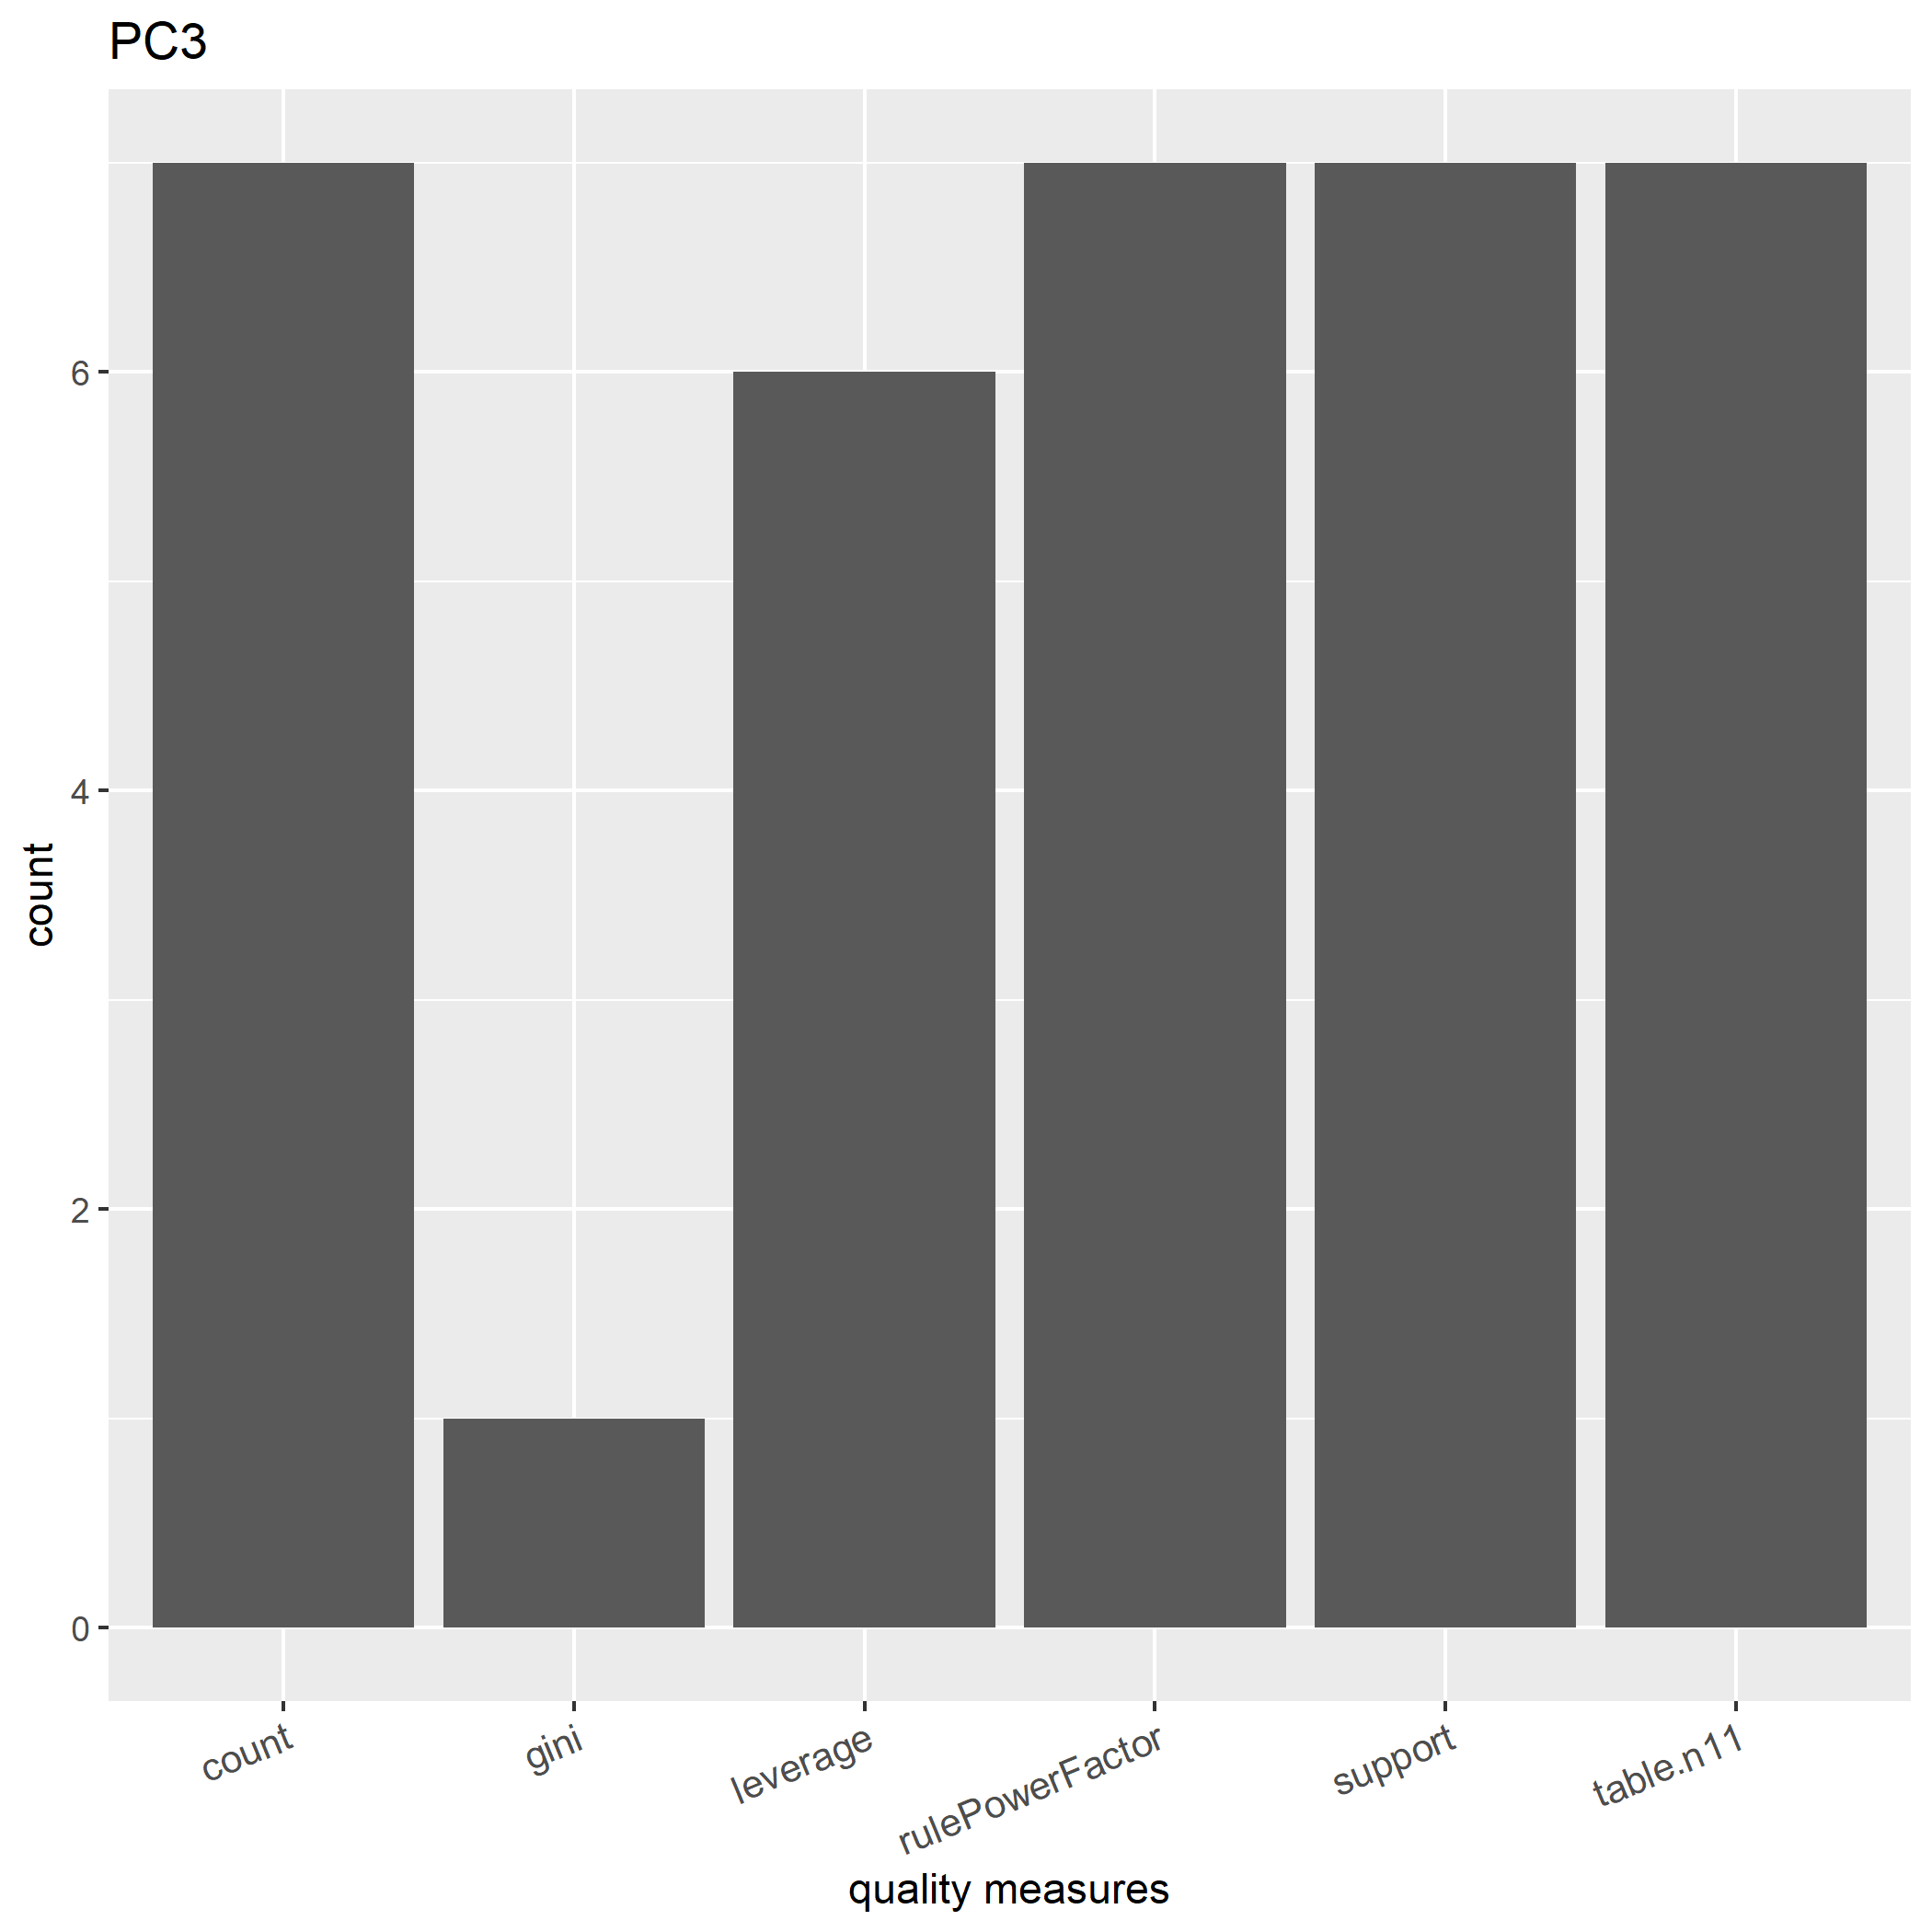 PC3
count
6
4
2
0
count
gini
leverage
rulePowerFactor
support
table.n11
quality measures